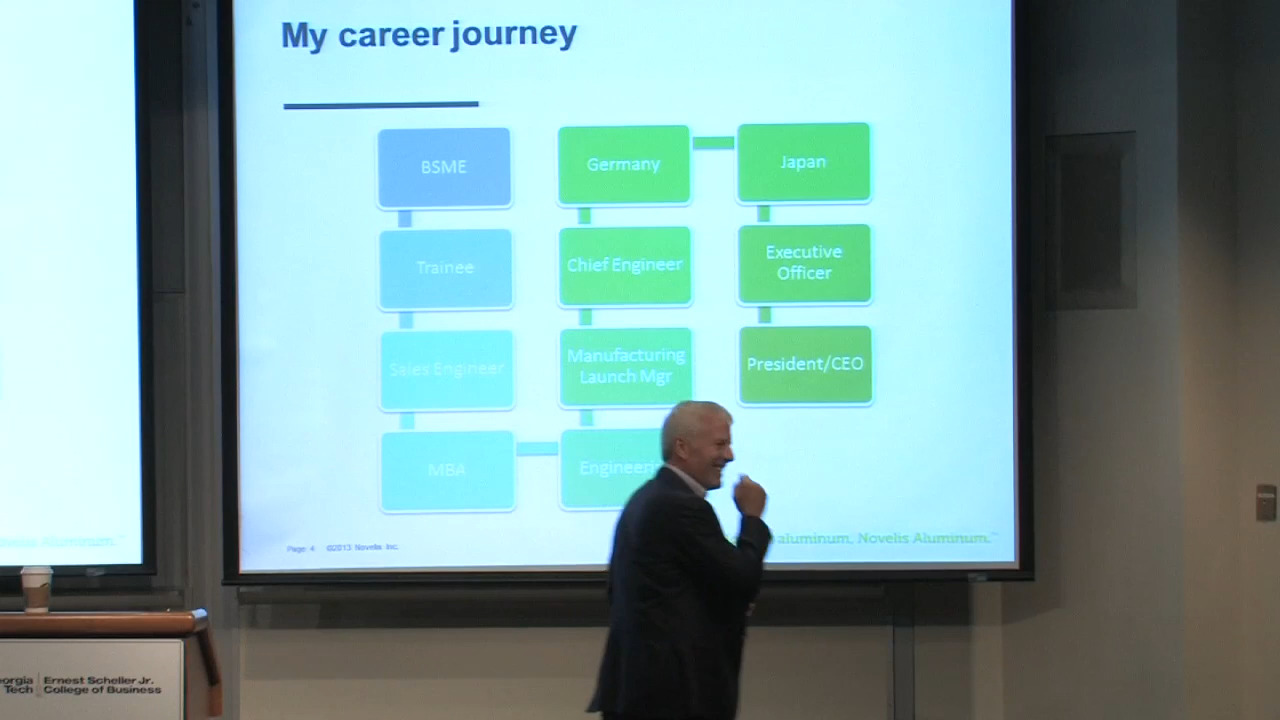 My career journey
BSME
Trainee
Sales Engineer
MBA
Germany
Chief Engineer
Manufacturing
Launch Mgr
Japan
Executive
Officer
President/CEO
Page: 4 ©2013 Novelis Inc.
aluminum, Novelis Aluminum.™
Tech
Ernest Scheller Jr.
College of Business